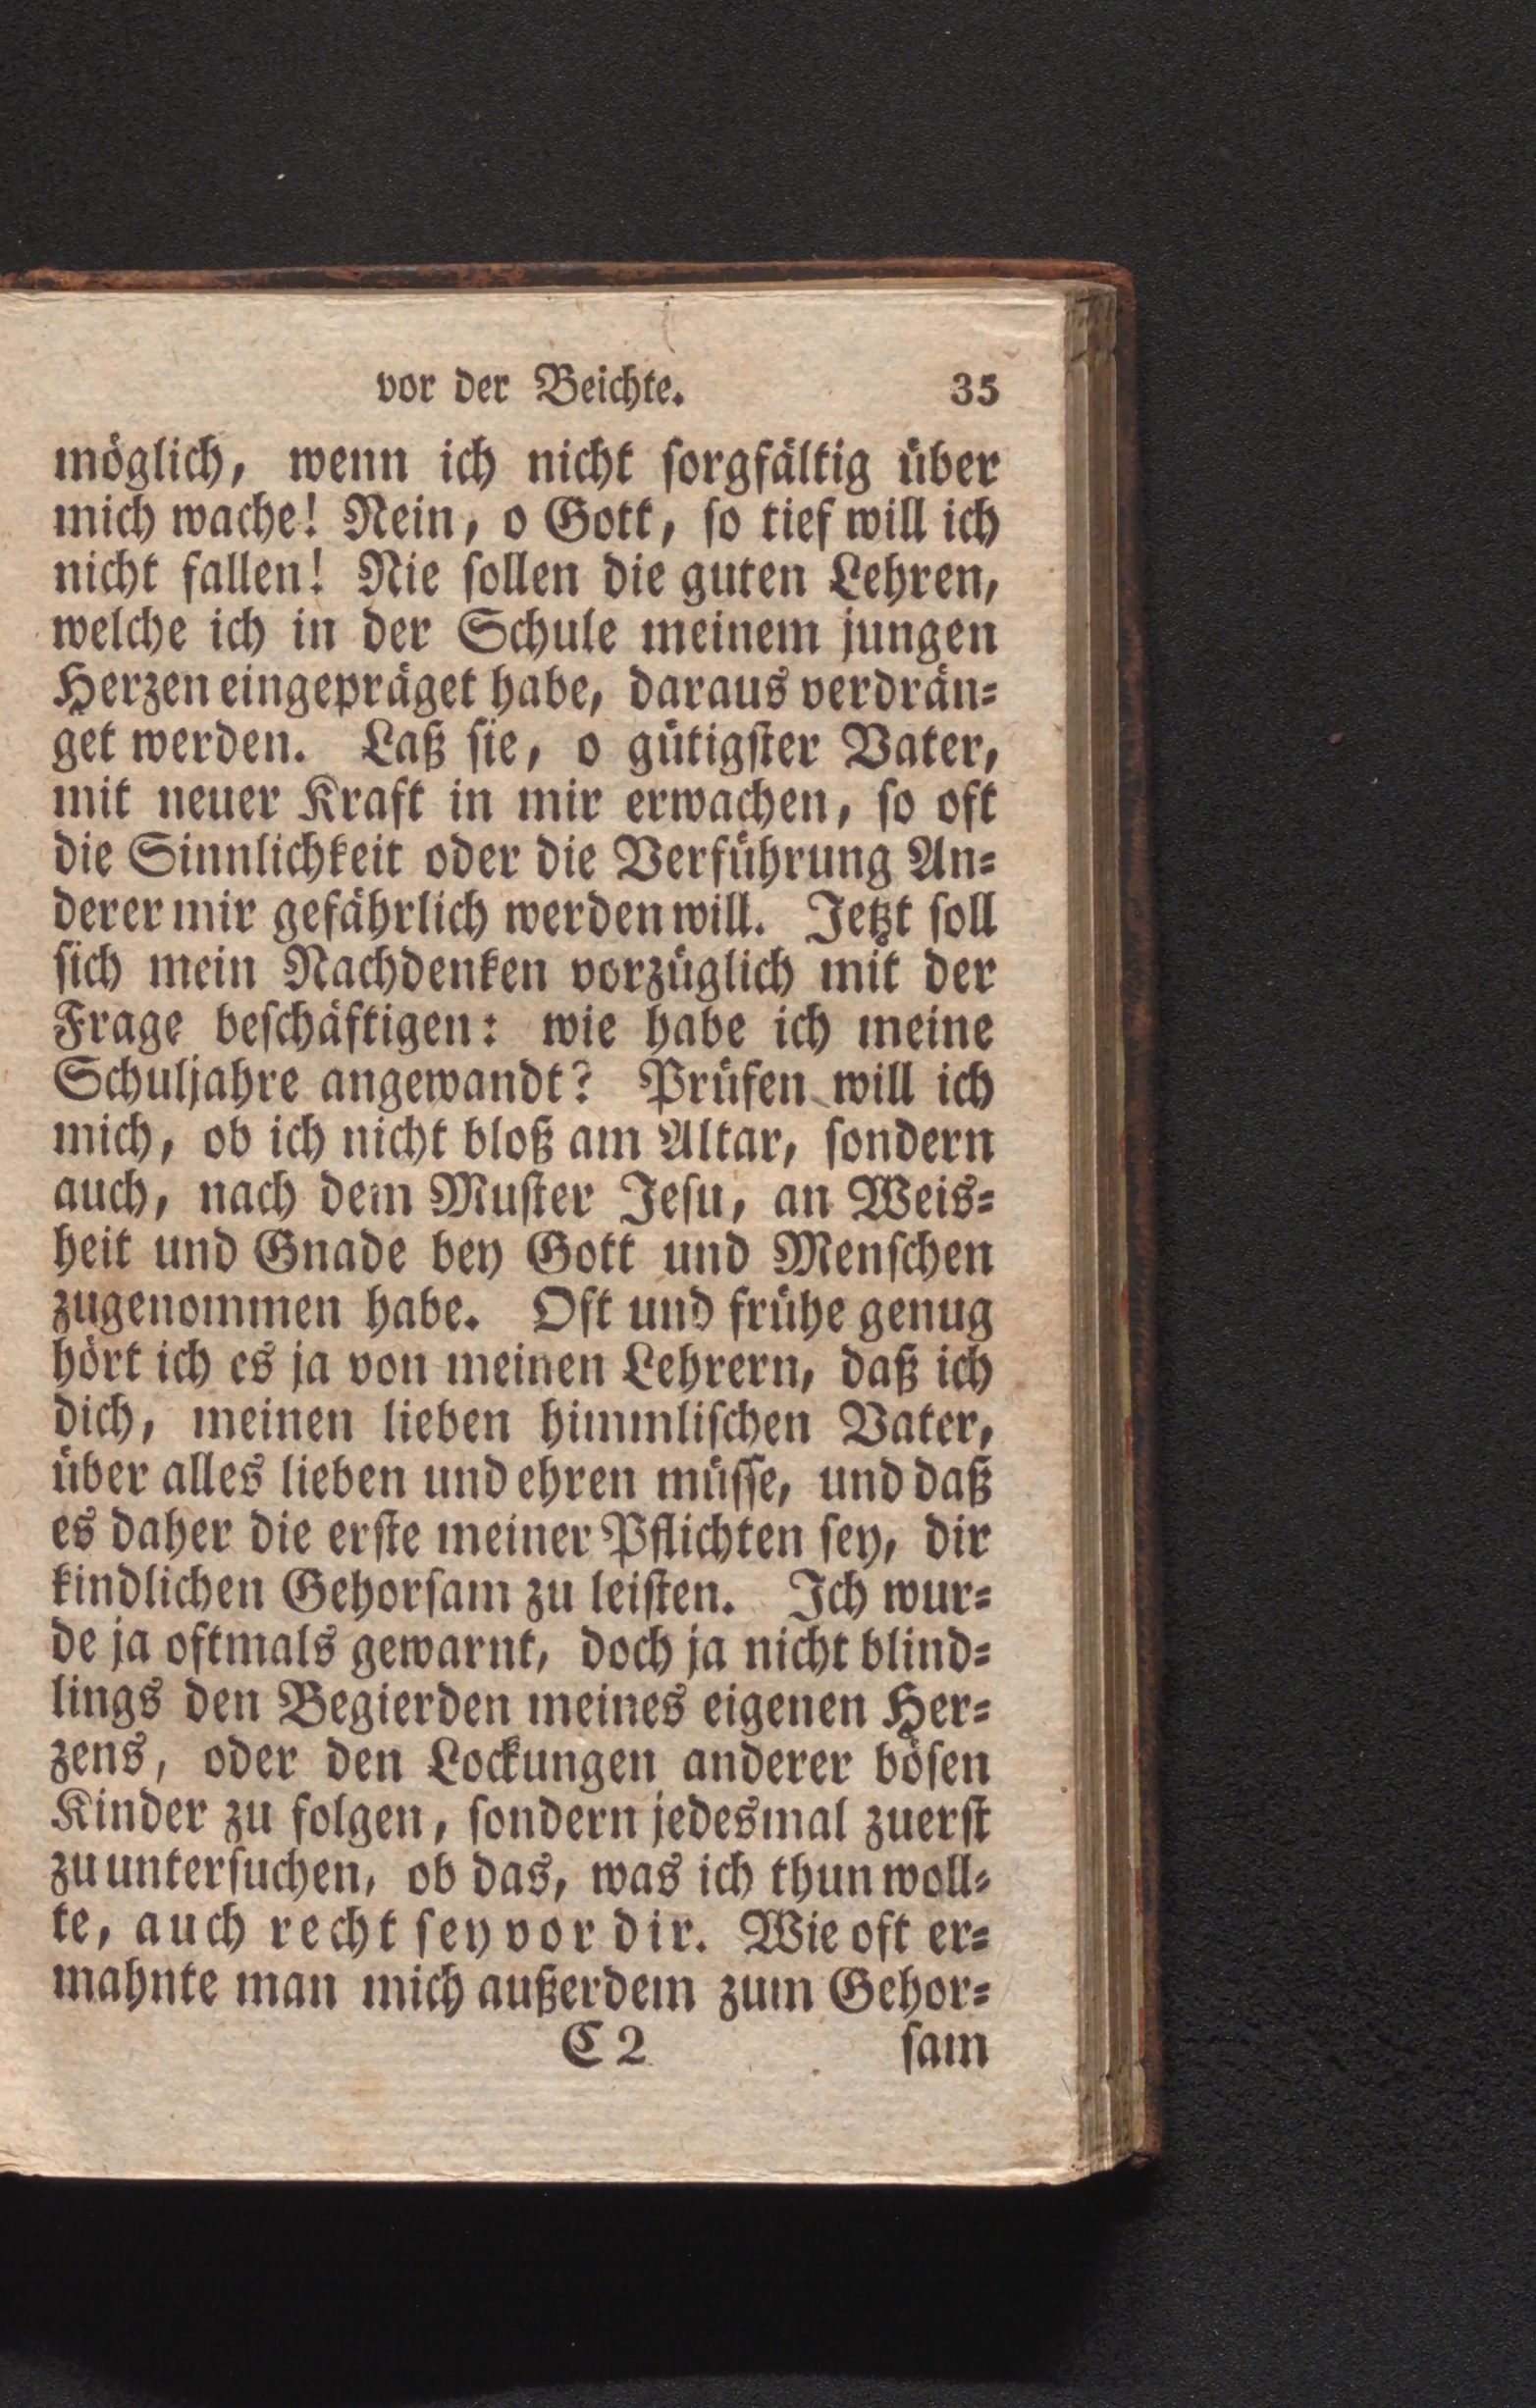 vor der Beichte. 35
möglich, wenn ich nicht ſorgfältig über
mich wache! Nein, o Gott, ſo tief will ich
nicht fallen! Nie ſollen die guten Lehren,
welche ich in der Schule meinem jungen
Herzen eingepräget habe, daraus verdrän⸗
get werden. Laß ſie, o gütigſter Vater,
mit neuer Kraft in mir erwachen, ſo oft
die Sinnlichkeit oder die Verführung An⸗
derer mir gefährlich werden will. Jetzt ſoll
ſich mein Nachdenken vorzüglich mit der
Frage beſchäftigen: wie habe ich meine
Schuljahre angewandt? Prüfen will ich
mich, ob ich nicht bloß am Altar, ſondern
auch, nach dem Muſter Jeſu, an Weis⸗
heit und Gnade bey Gott und Menſchen
zugenommen habe. Oft und frühe genug
hört ich es ja von meinen Lehrern, daß ich
dich, meinen lieben himmliſchen Vater,
über alles lieben und ehren müſſe, und daß
es daher die erſte meiner Pflichten ſey, dir
kindlichen Gehorſam zu leiſten. Ich wur⸗
de ja oftmals gewarnt, doch ja nicht blind⸗
lings den Begierden meines eigenen Her⸗
zens, oder den Lockungen anderer böſen
Kinder zu folgen, ſondern jedesmal zuerſt
zu unterſuchen, ob das, was ich thun woll⸗
te, auch recht ſey vor dir. Wie oft er⸗
mahnte man mich außerdem zum Gehor⸗
C 2 ſam